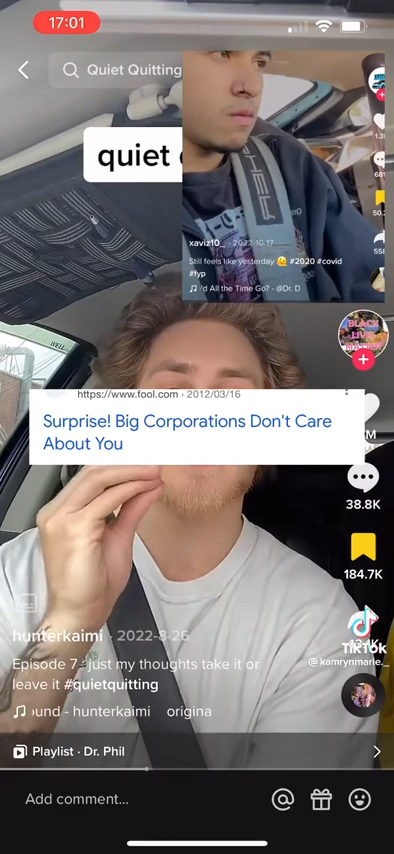 17:01
Quiet Quitting
quiet
xaviz10_ · 2022-10-17
Still feels like yesterday 🤗 #2020 #covid
#fyp
'd All the Time Go? - @Dr. D
https://www.fool.com › 2012/03/16
Surprise! Big Corporations Don't Care
About You
M
38.8K
184.7K
TikTok
@kamrynmarie...
hunterkaimi · 2022-8-26
Episode 7 - just my thoughts take it or
leave it #quietquitting
ound - hunterkaimi origina
Playlist · Dr. Phil
Add comment...